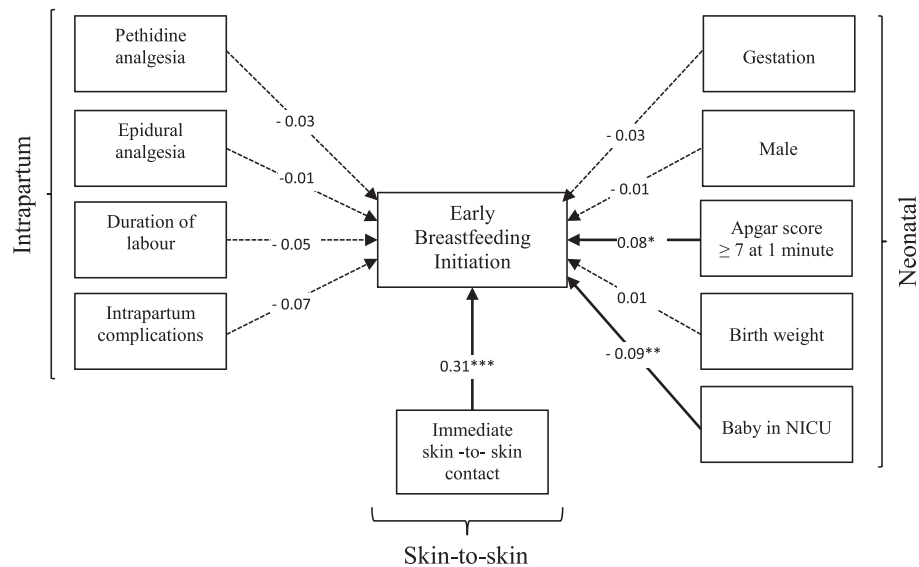 Intrapartum
Pethidine
analgesia
- 0.03
Epidural
analgesia
-0.01
Duration of
labour
- 0.05
Intrapartum
complications
- 0.07
Early
Breastfeeding
Initiation
0.31***
Immediate
skin -to- skin
contact
Skin-to-skin
Gestation
- 0.03
Male
- 0.01
Apgar score
≥ 7 at 1 minute
0.08*
Birth weight
0.01
Baby in NICU
- 0.09**
Neonatal